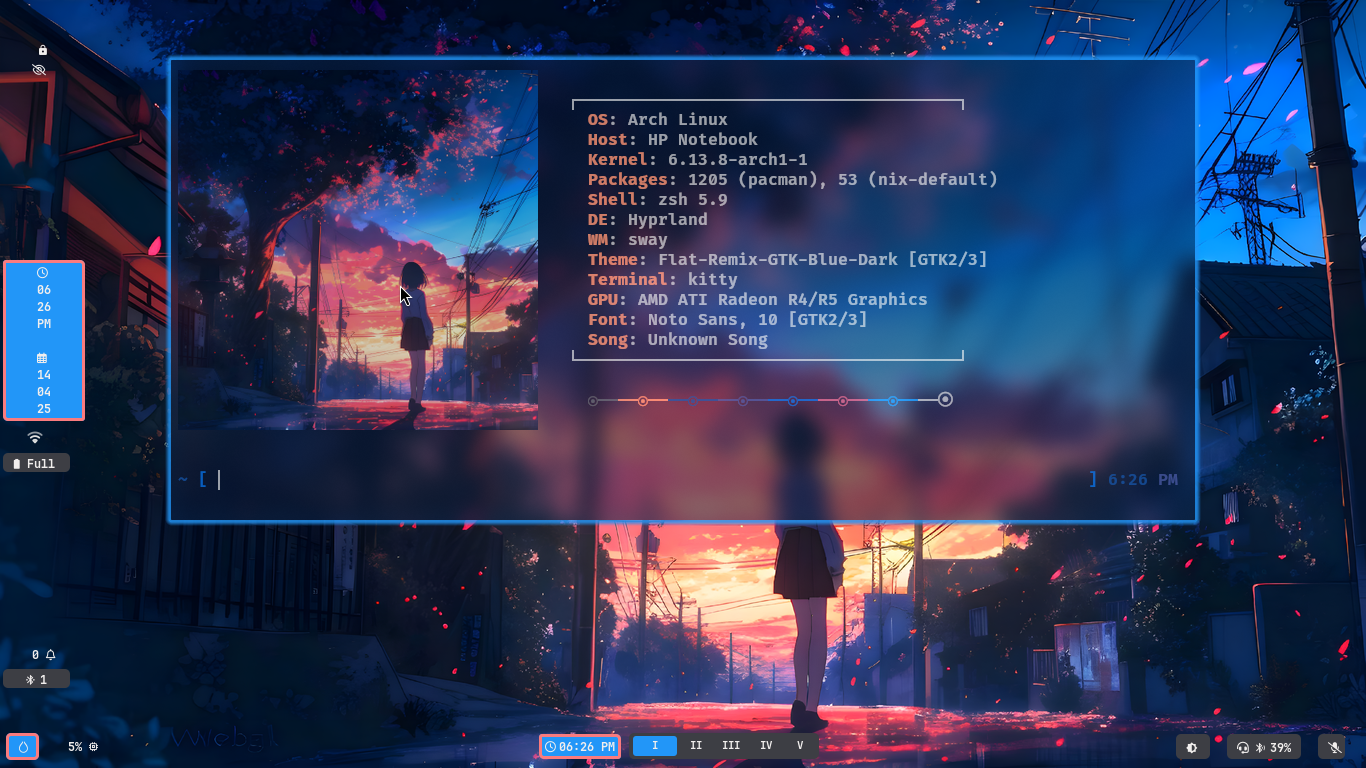 OS: Arch Linux
Host: HP Notebook
Kernel: 6.13.8-arch1-1
Packages: 1205 (pacman), 53 (nix-default)
Shell: zsh 5.9
DE: Hyprland
WM: sway
Theme: Flat-Remix-GTK-Blue-Dark [GTK2/3]
Terminal: kitty
GPU: AMD ATI Radeon R4/R5 Graphics
Font: Noto Sans, 10 [GTK2/3]
Song: Unknown Song
~ [
] 6:26 PM
06
26
PM
14
04
25
Full
0
1
5%
06:26 PM
I II III IV V
39%